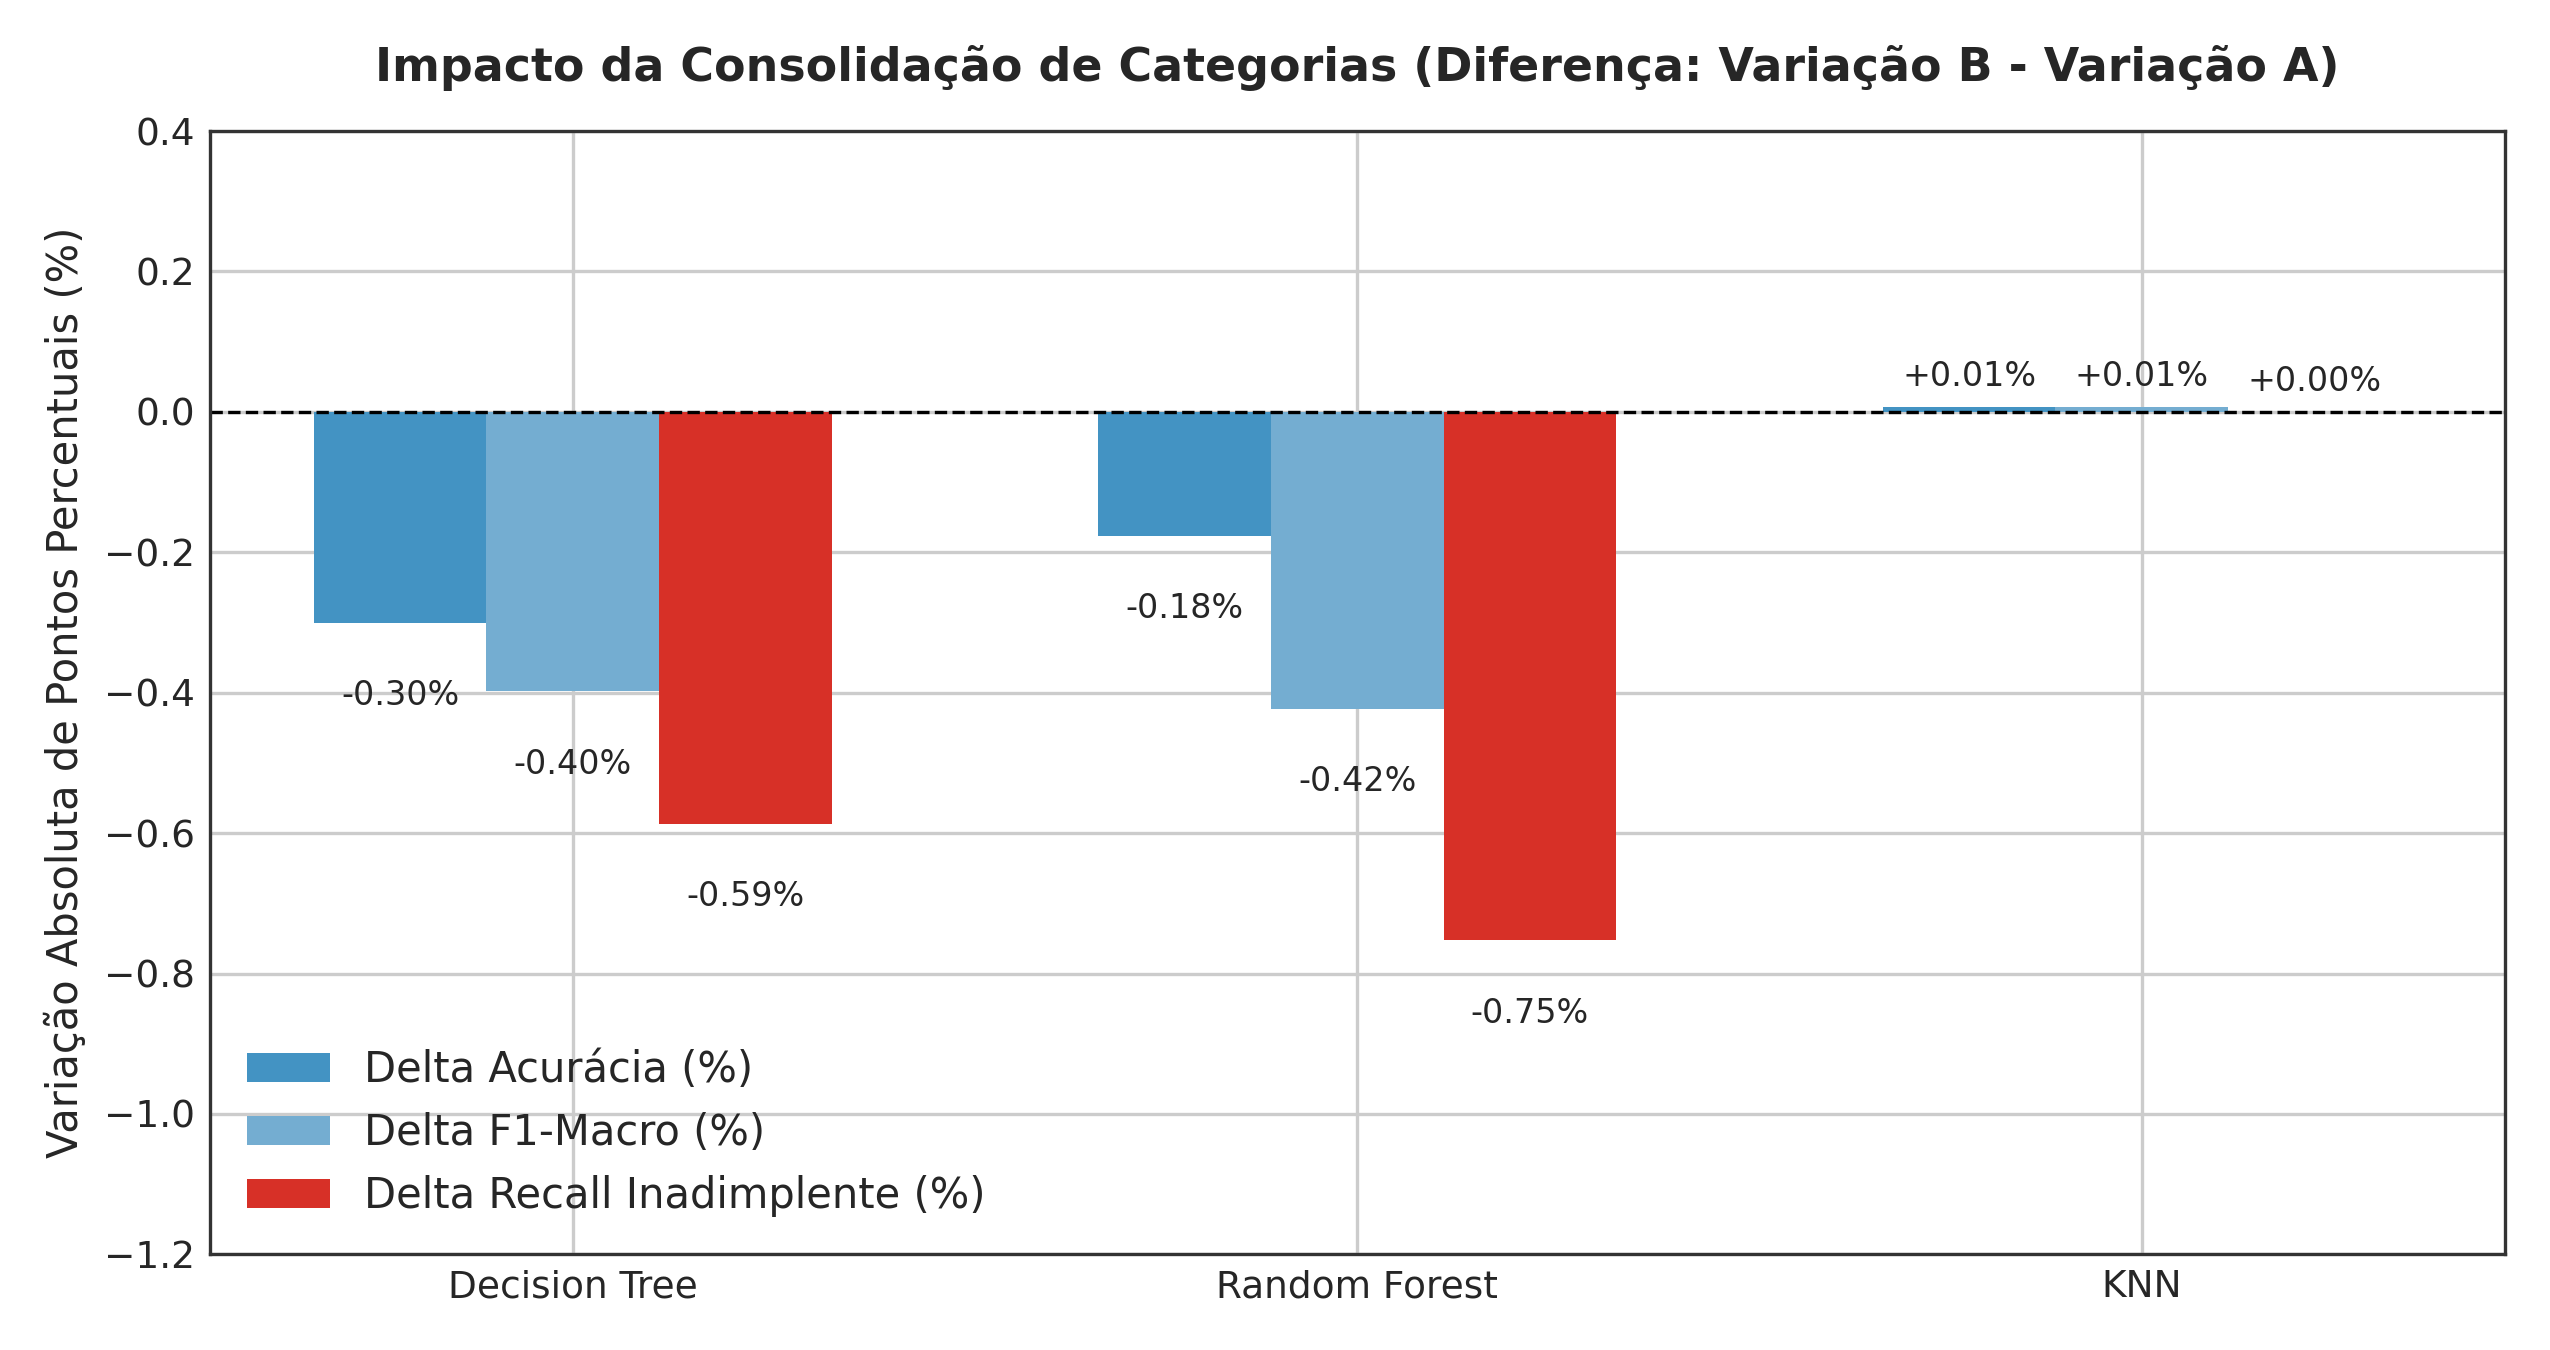 Impacto da Consolidação de Categorias (Diferença: Variação B - Variação A)
Variação Absoluta de Pontos Percentuais (%)
0.4
0.2
0.0
−0.2
−0.4
−0.6
−0.8
−1.0
−1.2
-0.30%
-0.40%
-0.59%
-0.18%
-0.42%
-0.75%
+0.01%
+0.01%
+0.00%
Delta Acurácia (%)
Delta F1-Macro (%)
Delta Recall Inadimplente (%)
Decision Tree
Random Forest
KNN